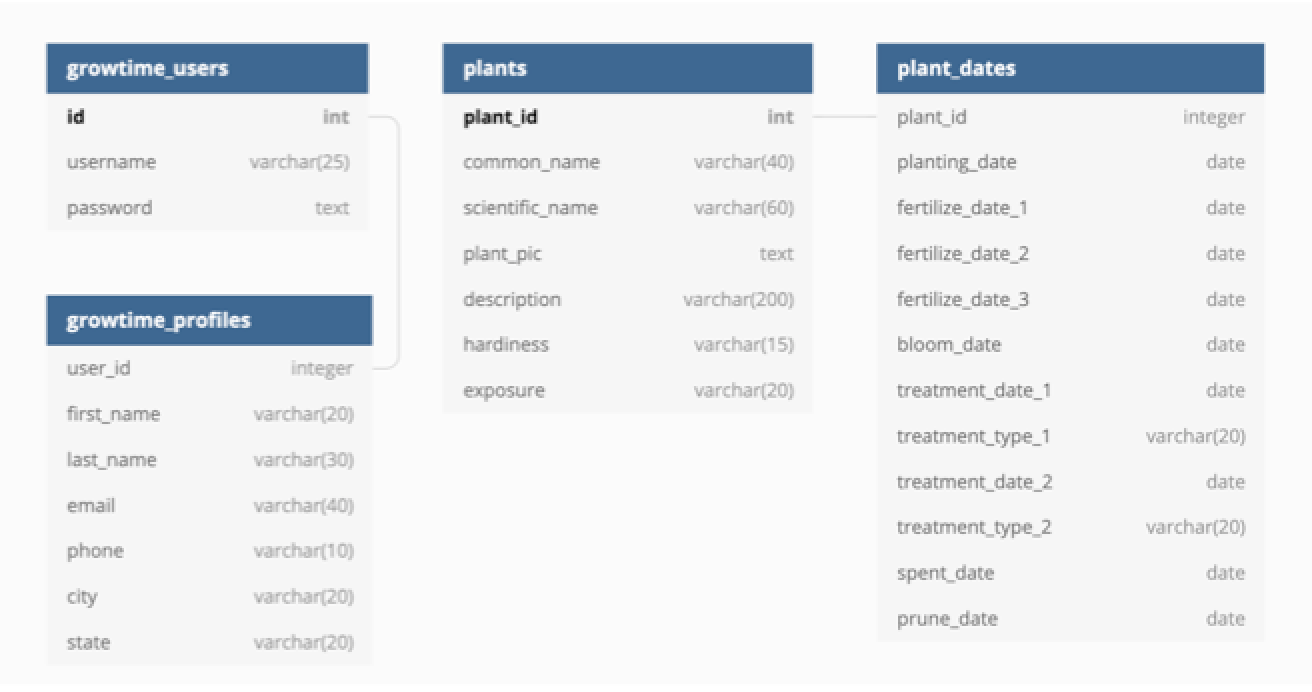 growtime_users
id int
username varchar(25)
password text
growtime_profiles
user_id integer
first_name varchar(20)
last_name varchar(30)
email varchar(40)
phone varchar(10)
city varchar(20)
state varchar(20)
plants
plant_id int
common_name varchar(40)
scientific_name varchar(60)
plant_pic text
description varchar(200)
hardiness varchar(15)
exposure varchar(20)
plant_dates
plant_id integer
planting_date date
fertilize_date_1 date
fertilize_date_2 date
fertilize_date_3 date
bloom_date date
treatment_date_1 date
treatment_type_1 varchar(20)
treatment_date_2 date
treatment_type_2 varchar(20)
spent_date date
prune_date date